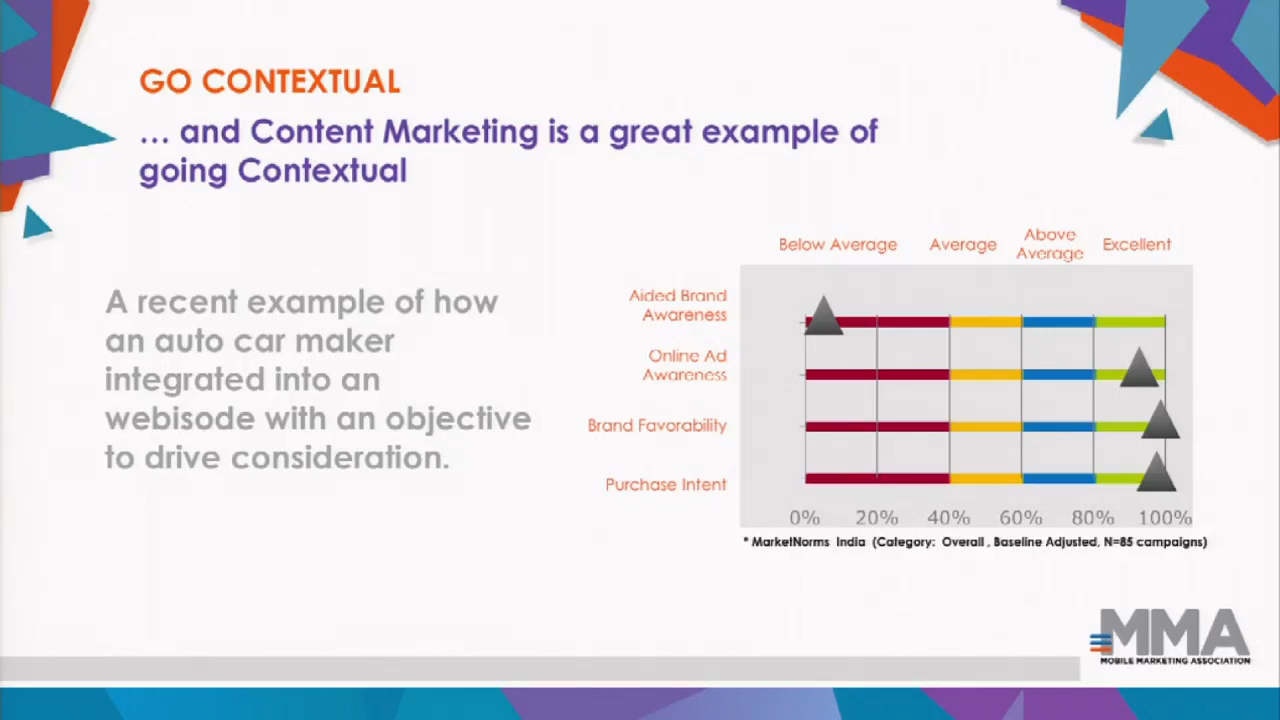 GO CONTEXTUAL
… and Content Marketing is a great example of
going Contextual
A recent example of how
an auto car maker
integrated into an
webisode with an objective
to drive consideration.
Below Average
Average
Above
Average
Excellent
Aided Brand
Awareness
Online Ad
Awareness
Brand Favorability
Purchase Intent
0% 20% 40% 60% 80% 100%
* MarketNorms India (Category: Overall , Baseline Adjusted, N=85 campaigns)
MMA
MOBILE MARKETING ASSOCIATION